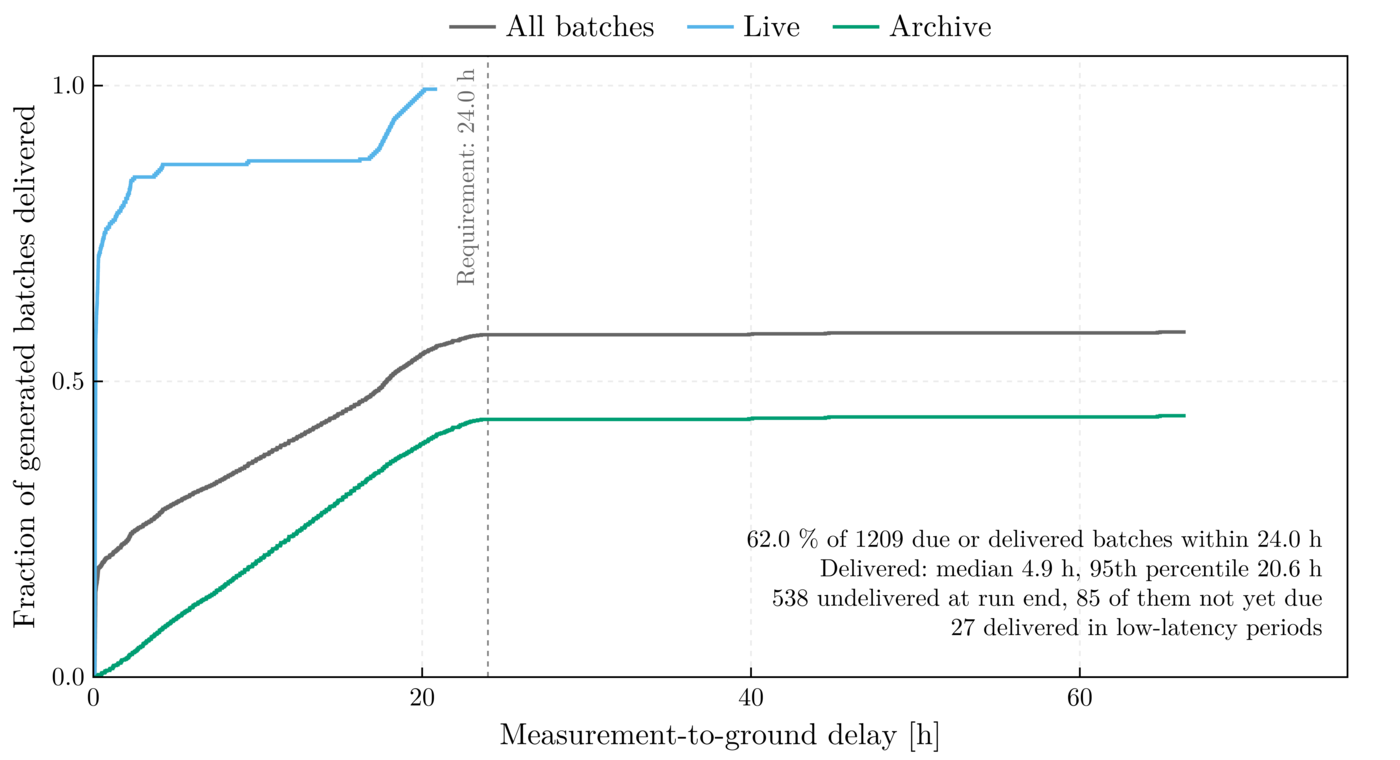 All batches Live Archive
Fraction of generated batches delivered
1.0
0.5
0.0
Requirement: 24.0 h
62.0 % of 1209 due or delivered batches within 24.0 h
Delivered: median 4.9 h, 95th percentile 20.6 h
538 undelivered at run end, 85 of them not yet due
27 delivered in low-latency periods
0 20 40 60
Measurement-to-ground delay [h]